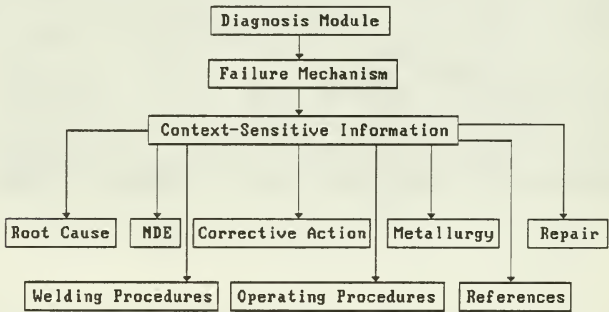 Diagnosis Module
Failure Mechanism
Context-Sensitive Information
Root Cause
NDE
Corrective Action
Metallurgy
Repair
Welding Procedures
Operating Procedures
References